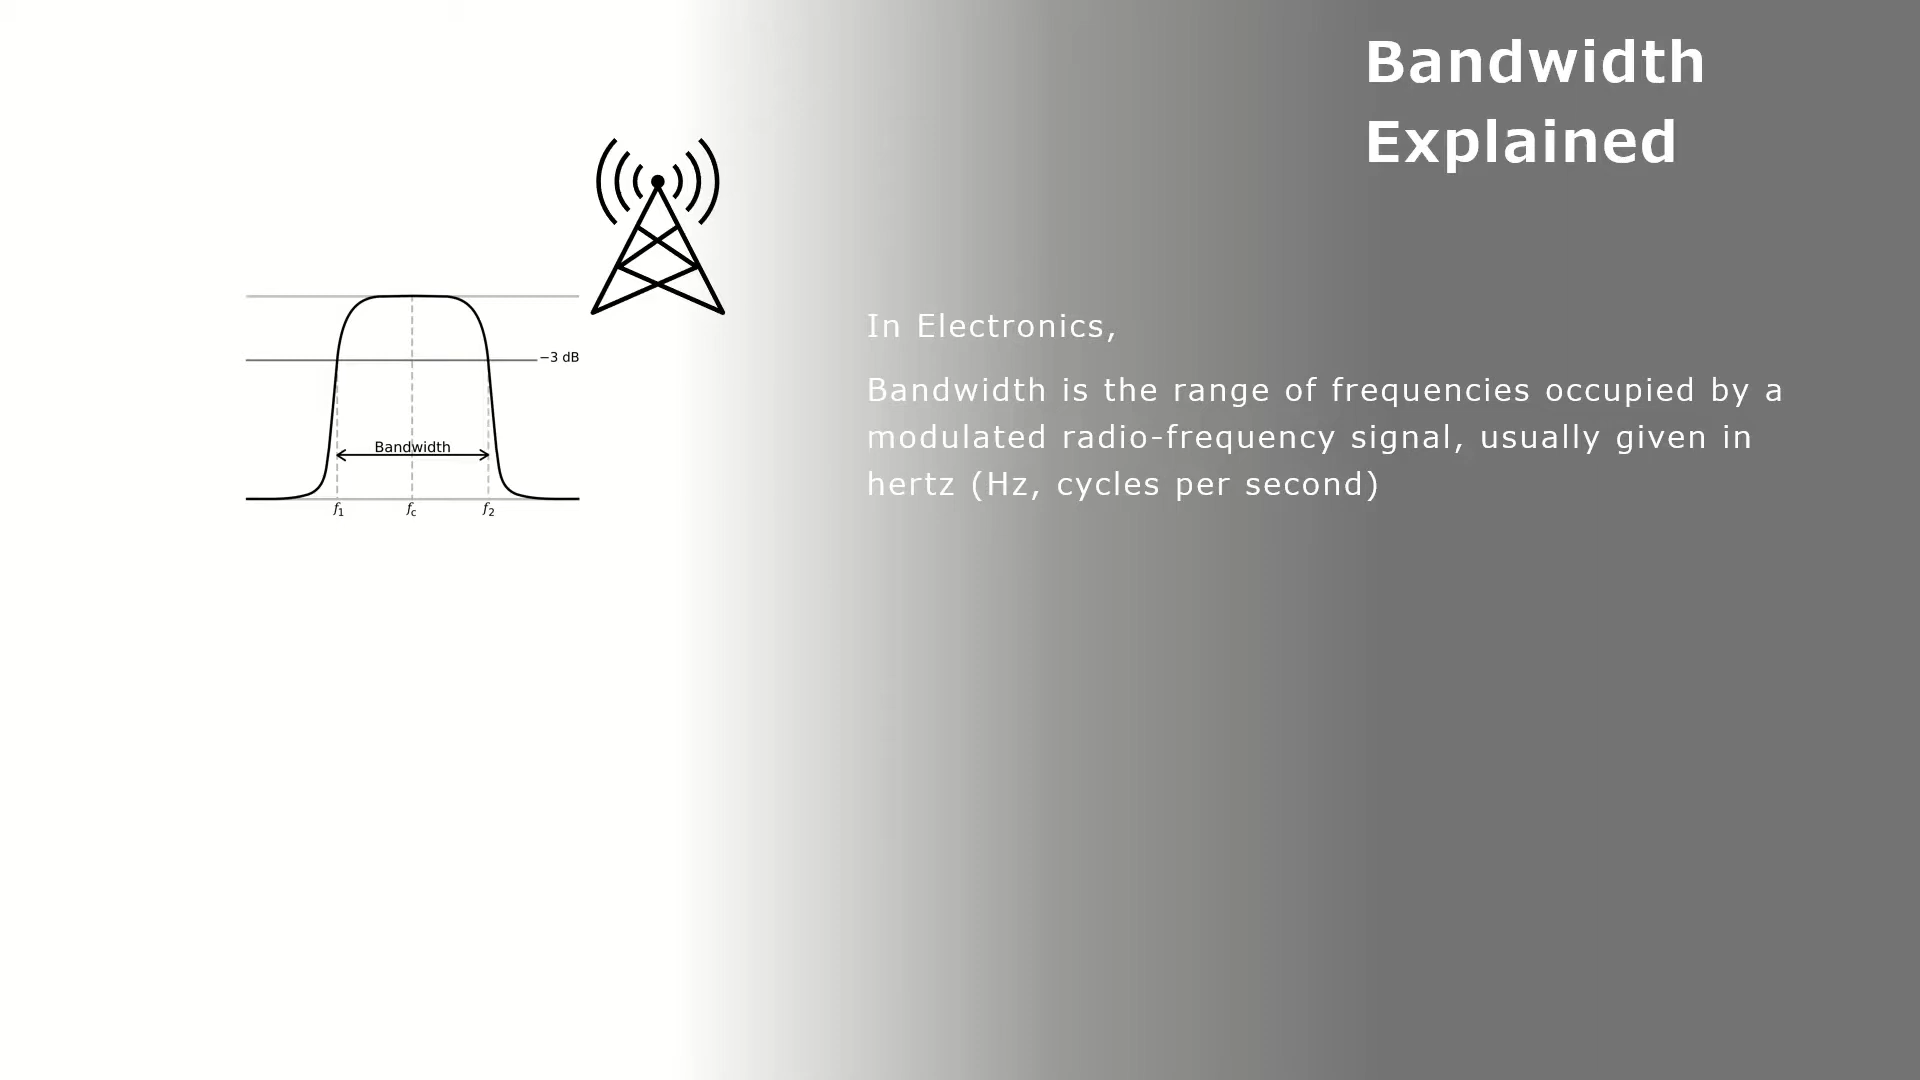 Bandwidth
Explained
−3 dB
Bandwidth
f1 fc f2
In Electronics,
Bandwidth is the range of frequencies occupied by a
modulated radio-frequency signal, usually given in
hertz (Hz, cycles per second)